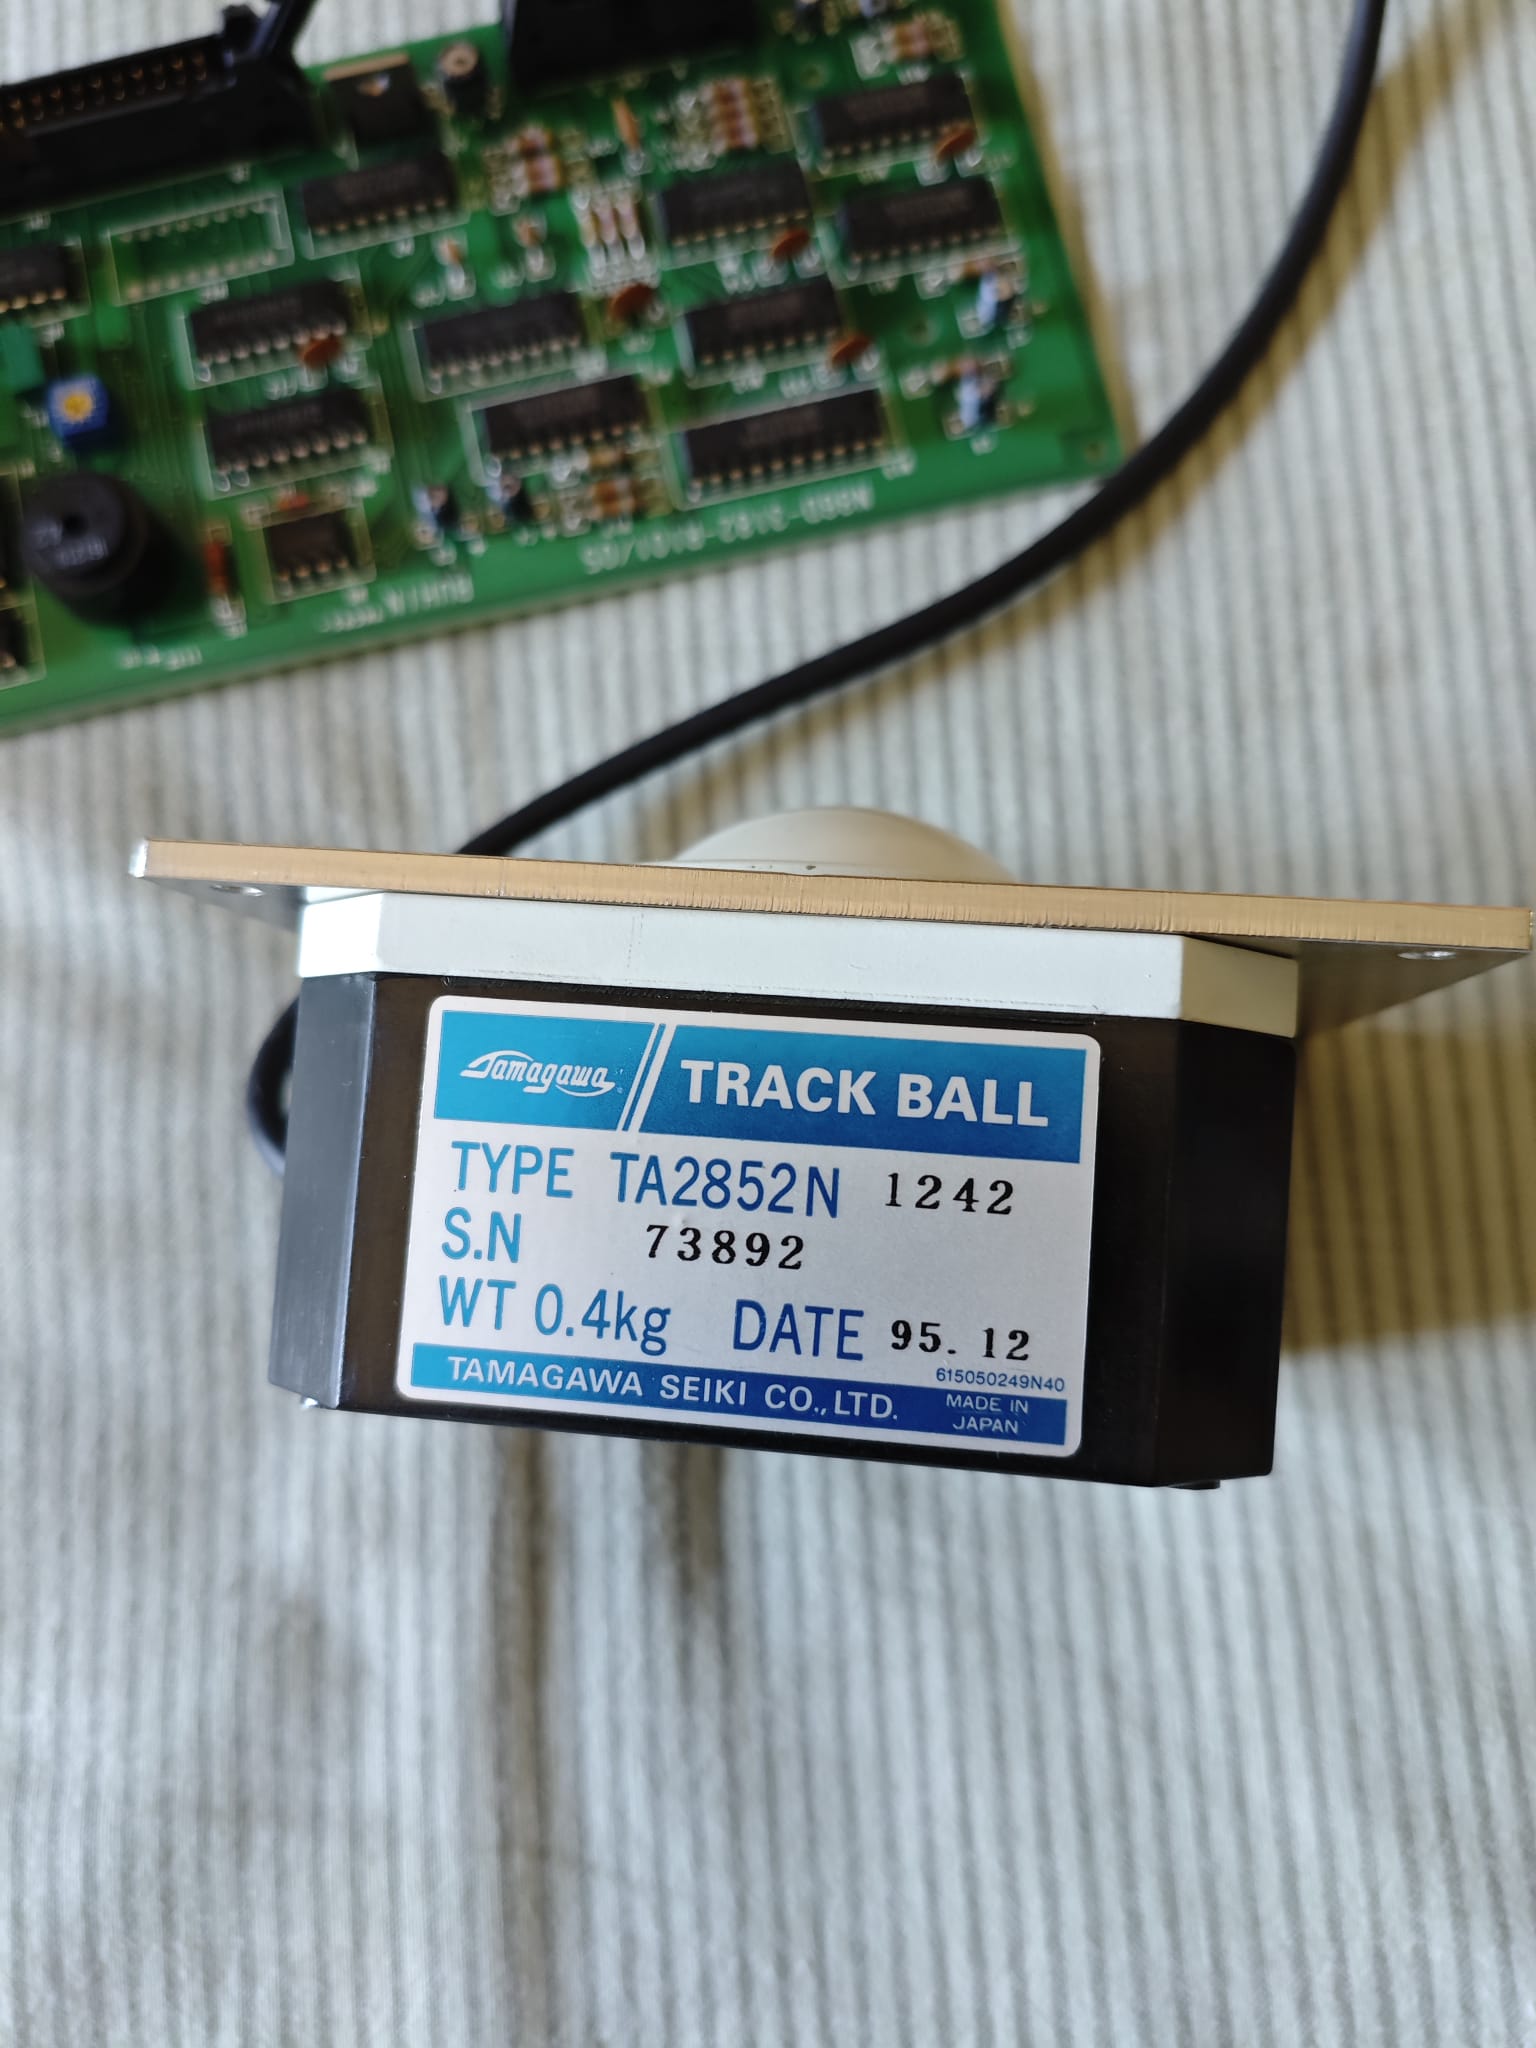 Tamagawa
TRACK BALL
TYPE TA2852N 1242
S.N 73892
WT 0.4kg DATE 95.12
615050249N40
TAMAGAWA SEIKI CO.,LTD. MADE IN JAPAN